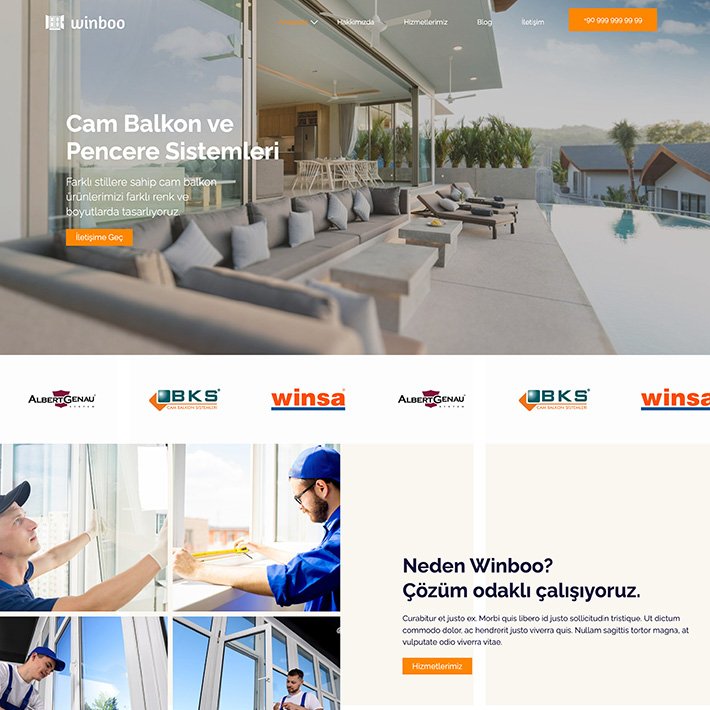 winboo
Anasayfa
Hakkımızda
Hizmetlerimiz
Blog
İletişim
+90 999 999 99 99
Cam Balkon ve
Pencere Sistemleri
Farklı stillere sahip cam balkon
ürünlerimizi farklı renk ve
boyutlarda tasarlıyoruz.
İletişime Geç
ALBERTGENAU
SYSTEM
BKS
CAM BALKON SİSTEMLERİ
winsa
ALBERTGENAU
SYSTEM
BKS
CAM BALKON SİSTEMLERİ
winsa
Neden Winboo?
Çözüm odaklı çalışıyoruz.
Curabitur et justo ex. Morbi quis libero id justo sollicitudin tristique. Ut dictum
commodo dolor, ac hendrerit justo viverra quis. Nullam sagittis tortor magna, at
vulputate odio viverra vitae.
Hizmetlerimiz